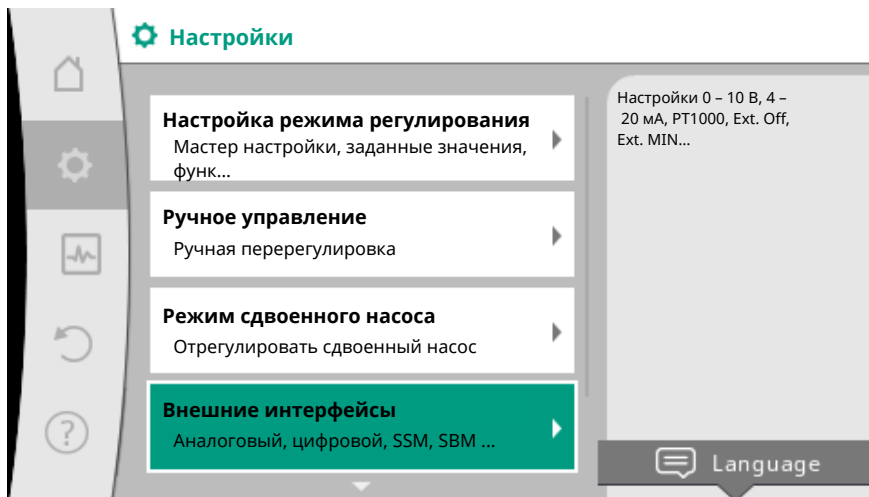 Настройки
Настройка режима регулирования
Мастер настройки, заданные значения,
функ...
Ручное управление
Ручная перерегулировка
Режим сдвоенного насоса
Отрегулировать сдвоенный насос
Внешние интерфейсы
Аналоговый, цифровой, SSM, SBM ...
Настройки 0 – 10 В, 4 –
20 мА, PT1000, Ext. Off,
Ext. MIN...
Language